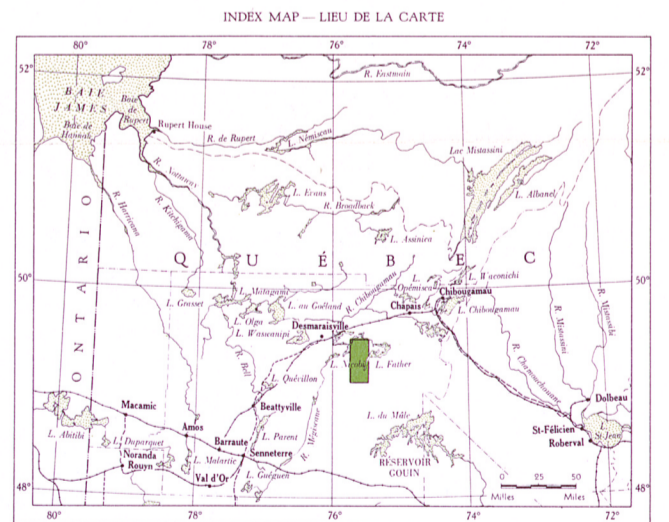 INDEX MAP — LIEU DE LA CARTE
80° 78° 76° 74° 72°
52° 52°
R. Eastmain
BAIE
JAMES
Baie
de
Rupert
Baie de
Hannah
Rupert House
R. de Rupert
L. Némiscau
Lac Mistassini
R. Nottaway
L. Evans
R. Broadback
L. Albanel
R. Harricana
R. Kitchigama
L. Assinica
ONTARIO
QUÉBEC
50° 50°
L. Waconichi
L. Matagami
R. Chibougamau
L.
Opémisca
Chibougamau
L. Grasset
L. au Goéland
Chapais
L. Chibougamau
L. Olga
Desmaraisville
L. Waswanipi
R. Mistassini
R. Mistassibi
L. Nicobi
L. Father
R. Bell
R. Chamouchouane
L. Quévillon
Macamic
Beattyville
Dolbeau
Amos
L. du Mâle
L. Abitibi
L. Parent
R. Mégiscane
St-Félicien
St-Jean
L. Duparquet
Barraute
Roberval
Noranda
Rouyn
L. Malartic
Senneterre
RESERVOIR
GOUIN
Val d'Or
L. Guéguen
0 25 50
Milles Miles
48° 48°
80° 78° 76° 74° 72°